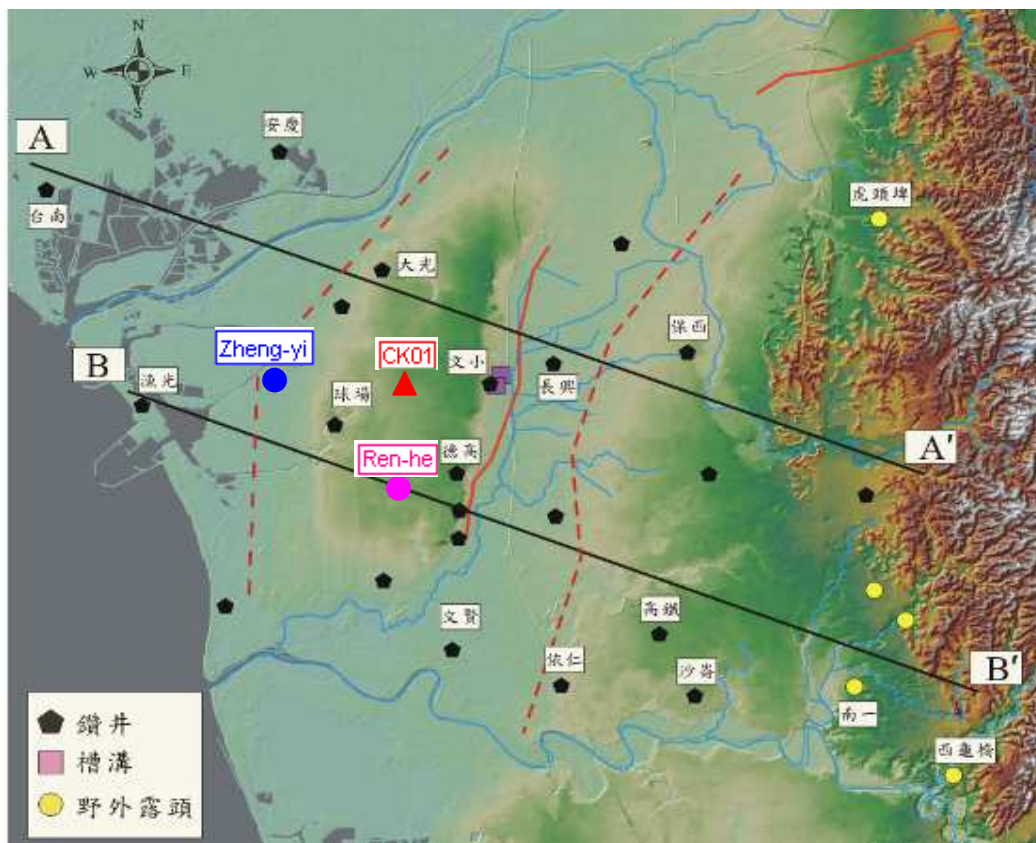 N
W E
S
A
安慶
台南
虎頭埤
大光
保西
Zheng-yi
CK01
文小
長興
B
漁光
球場
德高
A'
Ren-he
高鐵
文賢
依仁
沙崙
B'
南一
西龜橋
鑽井
槽溝
野外露頭